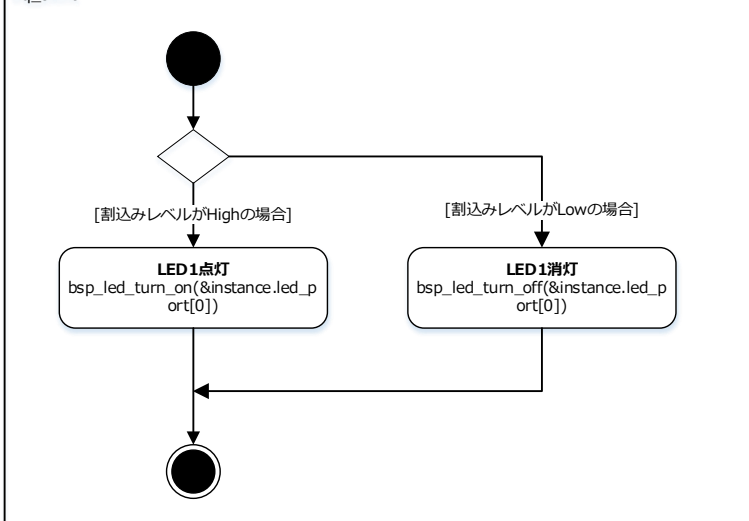 [割込みレベルがHighの場合]
[割込みレベルがLowの場合]
LED1点灯
bsp_led_turn_on(&instance.led_p
ort[0])
LED1消灯
bsp_led_turn_off(&instance.led_p
ort[0])